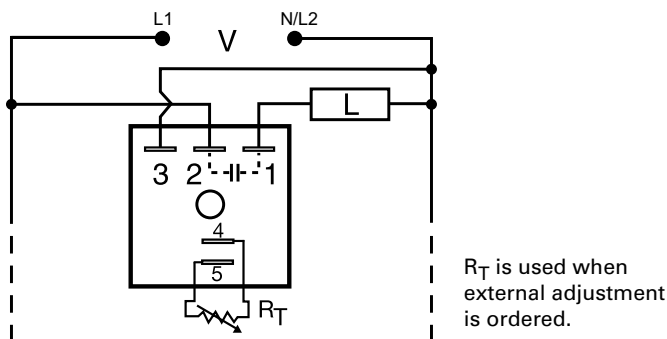 L1
V
N/L2
L
3
2
1
4
5
RT
RT is used when
external adjustment
is ordered.